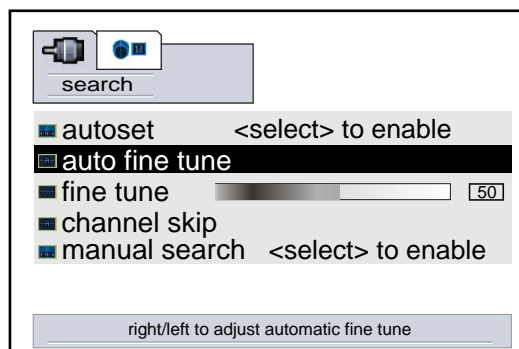 search
autoset <select> to enable
auto fine tune
fine tune 50
channel skip
manual search <select> to enable
right/left to adjust automatic fine tune